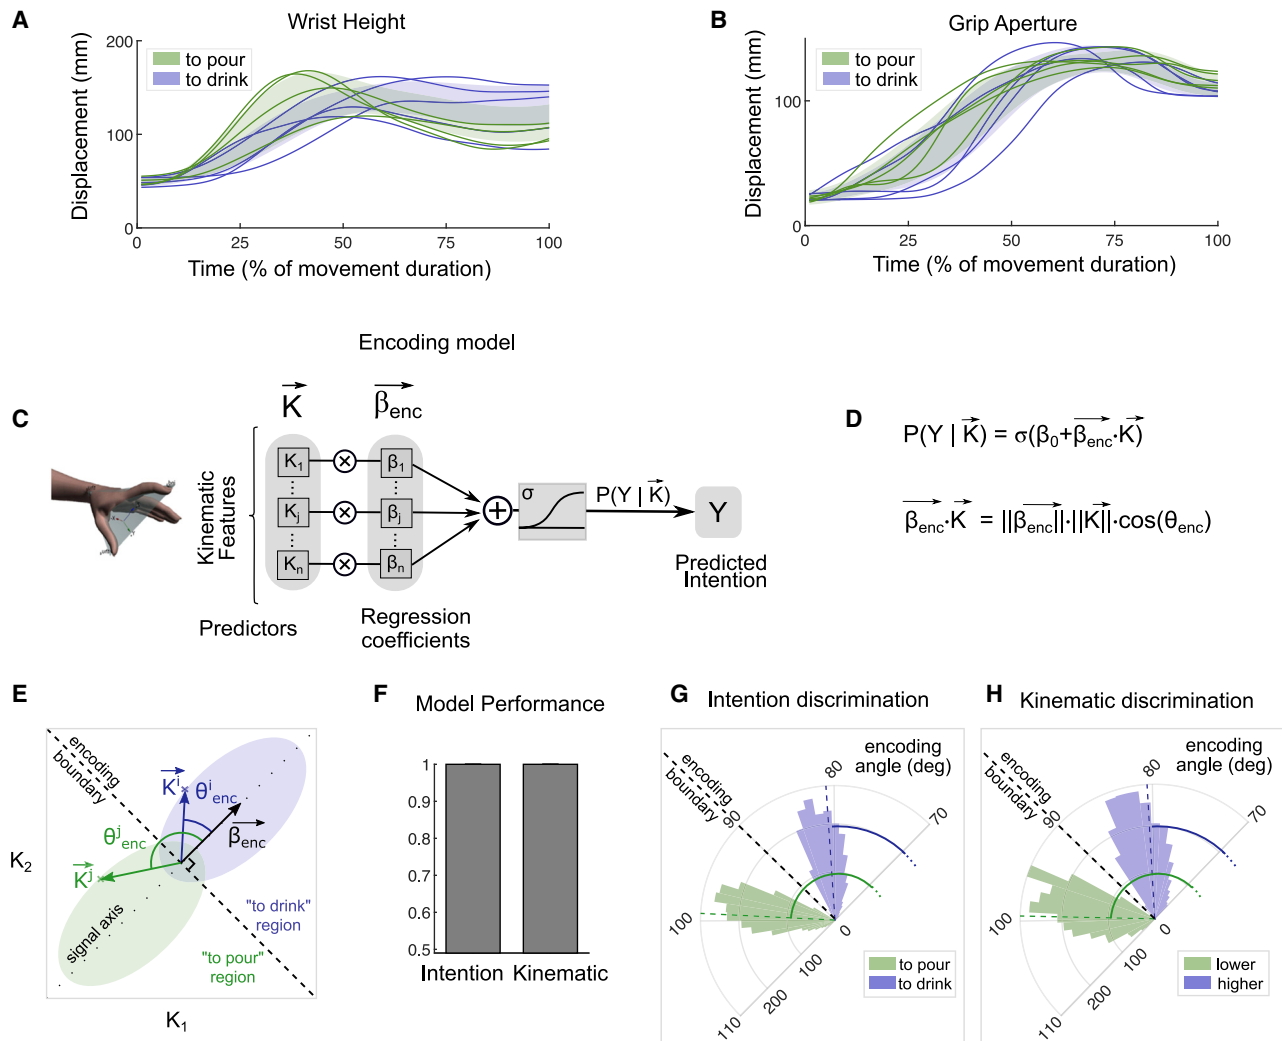 A
Wrist Height
Displacement (mm)
200
100
0
to pour
to drink
0 25 50 75 100
Time (% of movement duration)
B
Grip Aperture
Displacement (mm)
100
0
to pour
to drink
0 25 50 75 100
Time (% of movement duration)
Encoding model
C
K
βenc
Kinematic
Features
K1
β1
Kj
βj
Kn
βn
Predictors
Regression
coefficients
σ
P(Y | K)
Y
Predicted
Intention
D
P(Y | K) = σ(β0+βenc·K)
βenc·K = ||βenc||·||K||·cos(θenc)
E
encoding
boundary
Ki
θienc
βenc
θjenc
Kj
signal axis
"to drink"
region
"to pour"
region
K2
K1
F
Model Performance
1
0.9
0.8
0.7
0.6
0.5
Intention Kinematic
G
Intention discrimination
encoding
boundary
encoding
angle (deg)
90
80
70
100
110
200
100
0
to pour
to drink
H
Kinematic discrimination
encoding
boundary
encoding
angle (deg)
90
80
70
100
110
200
100
0
lower
higher